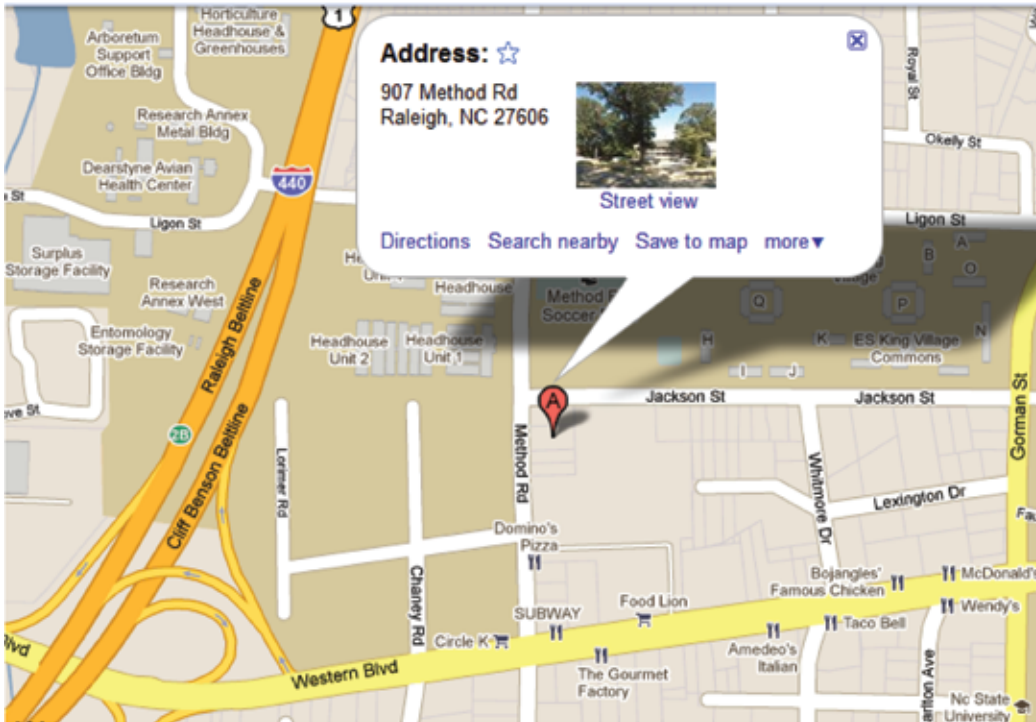 Horticulture
Headhouse &
Greenhouses
1
Arboretum
Support
Office Bldg
Address:
907 Method Rd
Raleigh, NC 27606
Street view
Directions Search nearby Save to map more▼
Royal St
Okelly St
Research Annex
Metal Bldg
Dearstyne Avian
Health Center
440
St
Ligon St
Ligon St
Surplus
Storage Facility
Research
Annex West
Entomology
Storage Facility
Raleigh Beltline
Headhouse
Headhouse
Unit 2
Headhouse
Unit 1
Method
Soccer
Village
A
B
O
Q
P
H
K
N
I
J
ES King Village
Commons
A
Jackson St
Jackson St
Gorman St
St
2B
Cliff Benson Beltline
Lorimer Rd
Method Rd
Whitmore Dr
Lexington Dr
Domino's
Pizza
Chaney Rd
Bojangles'
Famous Chicken
McDonald's
Wendy's
Food Lion
SUBWAY
Taco Bell
Circle K
Amedeo's
Italian
Blvd
Western Blvd
The Gourmet
Factory
Nc State
University